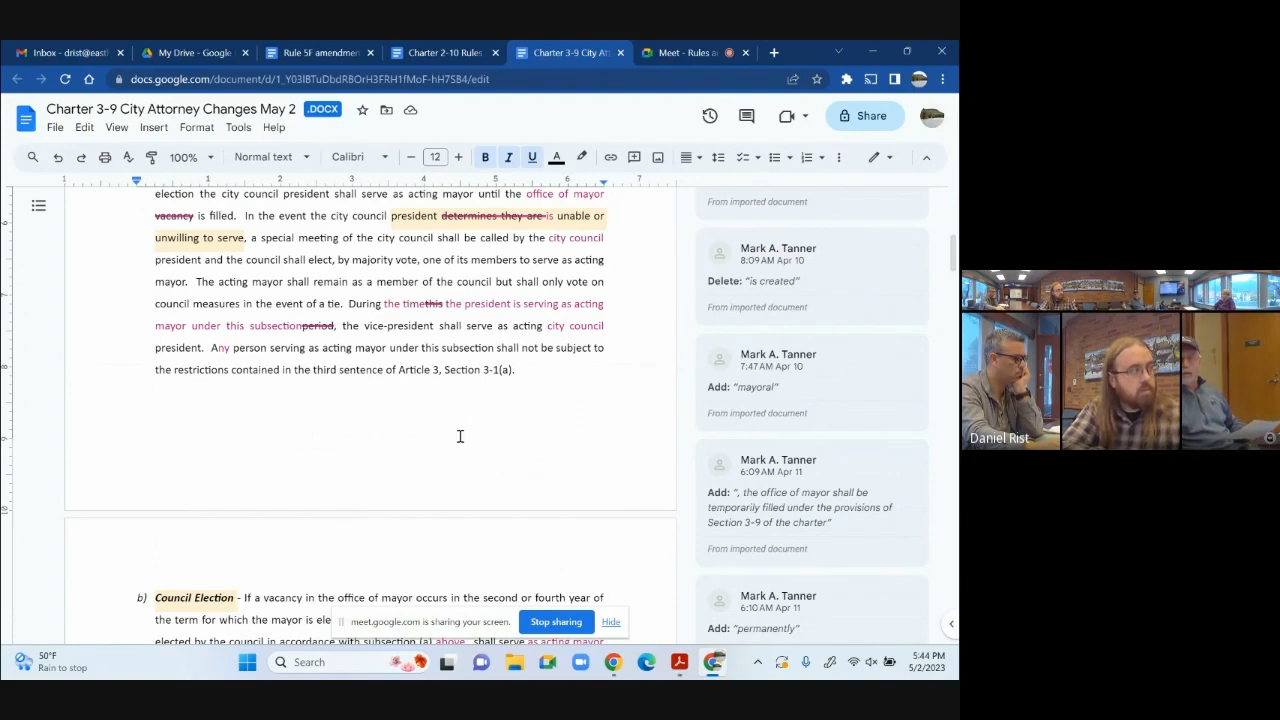 Inbox - drist@east
My Drive - Google
Rule 5F amendmen
Charter 2-10 Rules
Charter 3-9 City At
Meet - Rules a
docs.google.com/document/d/1_Y03lBTuDbdRBOrH3FRH1fMoF-hH7SB4/edit
Charter 3-9 City Attorney Changes May 2 .DOCX
File Edit View Insert Format Tools Help
Share
100% Normal text Calibri 12 B I U A
1 1 2 3 4 5 6 7
election the city council president shall serve as acting mayor until the office of mayor
vacancy is filled. In the event the city council president determines they are is unable or
unwilling to serve, a special meeting of the city council shall be called by the city council
president and the council shall elect, by majority vote, one of its members to serve as acting
mayor. The acting mayor shall remain as a member of the council but shall only vote on
council measures in the event of a tie. During the timethis the president is serving as acting
mayor under this subsectionperiod, the vice-president shall serve as acting city council
president. Any person serving as acting mayor under this subsection shall not be subject to
the restrictions contained in the third sentence of Article 3, Section 3-1(a).
b) Council Election - If a vacancy in the office of mayor occurs in the second or fourth year of
the term for which the mayor is ele
elected by the council in accordance with subsection (a) above, shall serve as acting mayor
From imported document
Mark A. Tanner
8:09 AM Apr 10
Delete: “is created”
From imported document
Mark A. Tanner
7:47 AM Apr 10
Add: “mayoral”
From imported document
Mark A. Tanner
6:09 AM Apr 11
Add: “, the office of mayor shall be
temporarily filled under the provisions of
Section 3-9 of the charter”
From imported document
Mark A. Tanner
6:10 AM Apr 11
Add: “permanently”
meet.google.com is sharing your screen. Stop sharing Hide
50°F
Rain to stop
Search
5:44 PM
5/2/2023
Daniel Rist